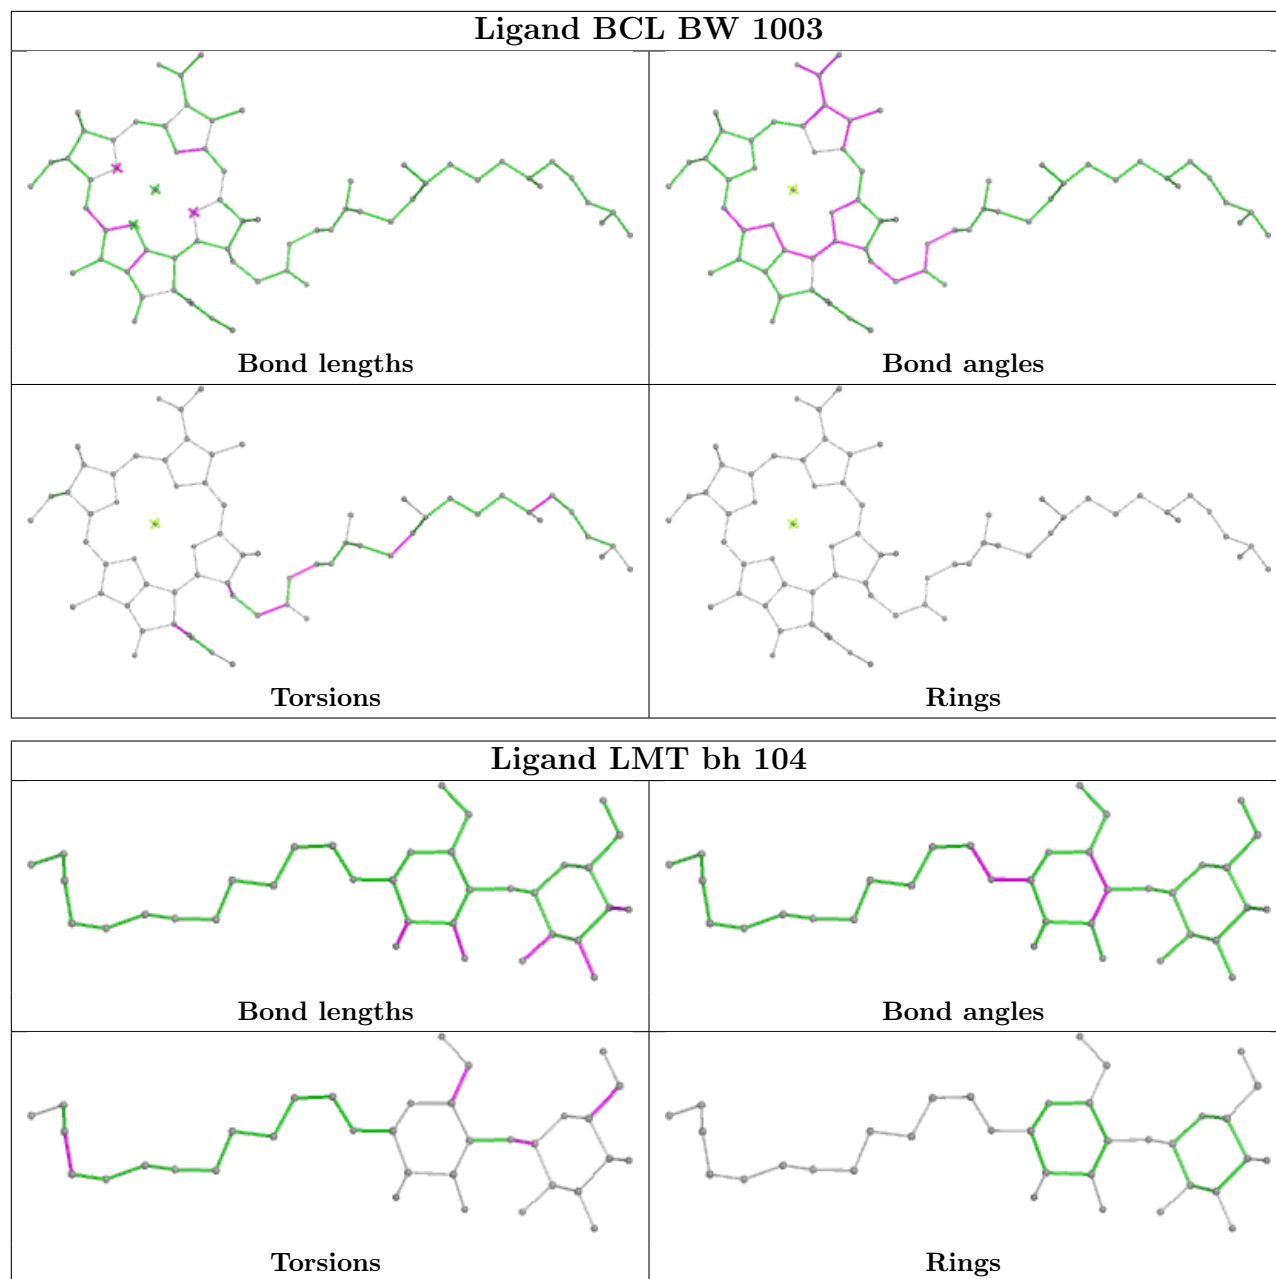 Ligand BCL BW 1003
Bond lengths
Bond angles
Torsions
Rings
Ligand LMT bh 104
Bond lengths
Bond angles
Torsions
Rings